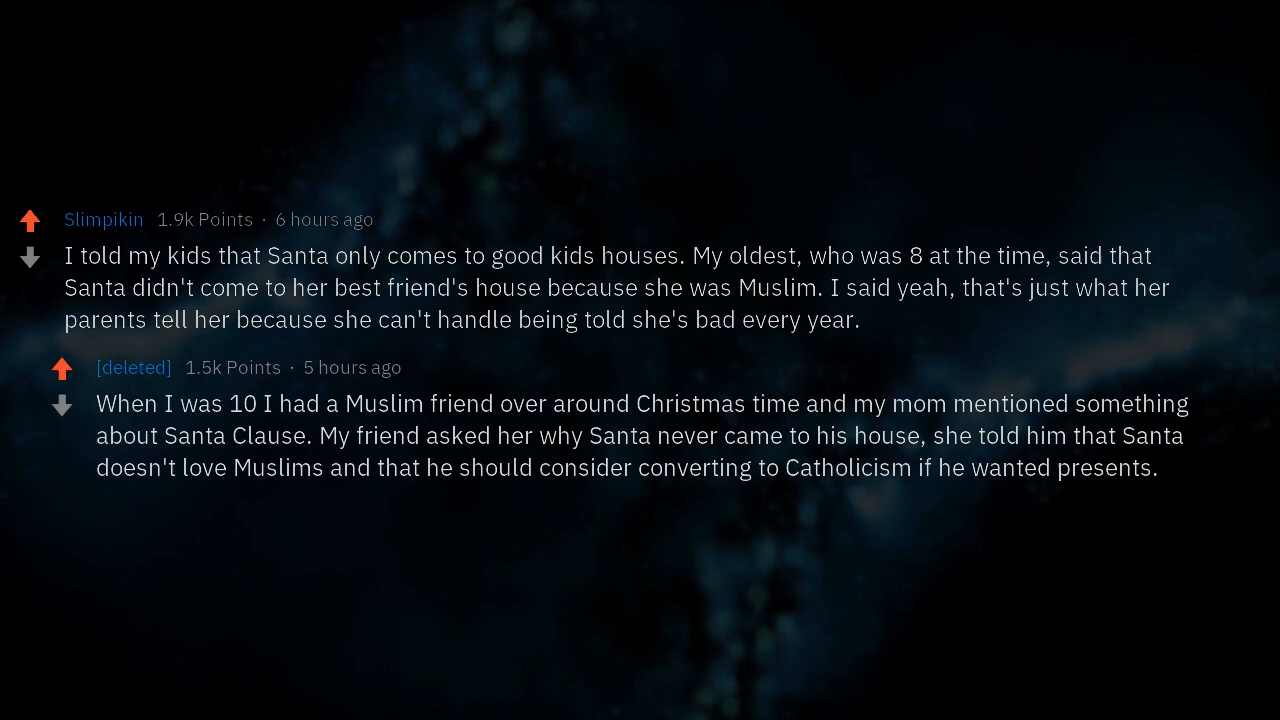 Slimpikin 1.9k Points · 6 hours ago
I told my kids that Santa only comes to good kids houses. My oldest, who was 8 at the time, said that
Santa didn't come to her best friend's house because she was Muslim. I said yeah, that's just what her
parents tell her because she can't handle being told she's bad every year.
[deleted] 1.5k Points · 5 hours ago
When I was 10 I had a Muslim friend over around Christmas time and my mom mentioned something
about Santa Clause. My friend asked her why Santa never came to his house, she told him that Santa
doesn't love Muslims and that he should consider converting to Catholicism if he wanted presents.